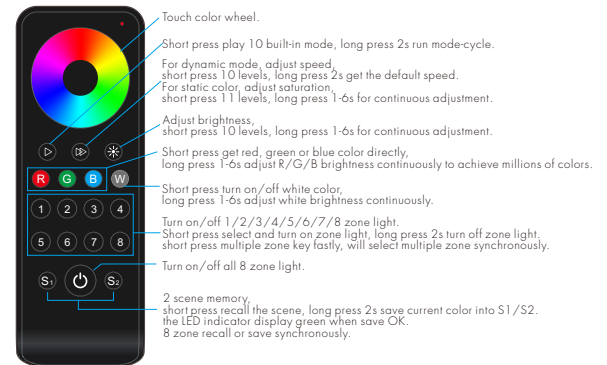 Touch color wheel.
Short press play 10 built-in mode, long press 2s run mode-cycle.
For dynamic mode, adjust speed,
short press 10 levels, long press 2s get the default speed.
For static color, adjust saturation,
short press 11 levels, long press 1-6s for continuous adjustment.
Adjust brightness,
short press 10 levels, long press 1-6s for continuous adjustment.
Short press get red, green or blue color directly,
long press 1-6s adjust R/G/B brightness continuously to achieve millions of colors.
R G B W
Short press turn on/off white color,
long press 1-6s adjust white brightness continuously.
1 2 3 4
5 6 7 8
Turn on/off 1/2/3/4/5/6/7/8 zone light.
Short press select and turn on zone light, long press 2s turn off zone light.
short press multiple zone key fastly, will select multiple zone synchronously.
S1 S2
Turn on/off all 8 zone light.
2 scene memory,
short press recall the scene, long press 2s save current color into S1/S2.
the LED indicator display green when save OK.
8 zone recall or save synchronously.